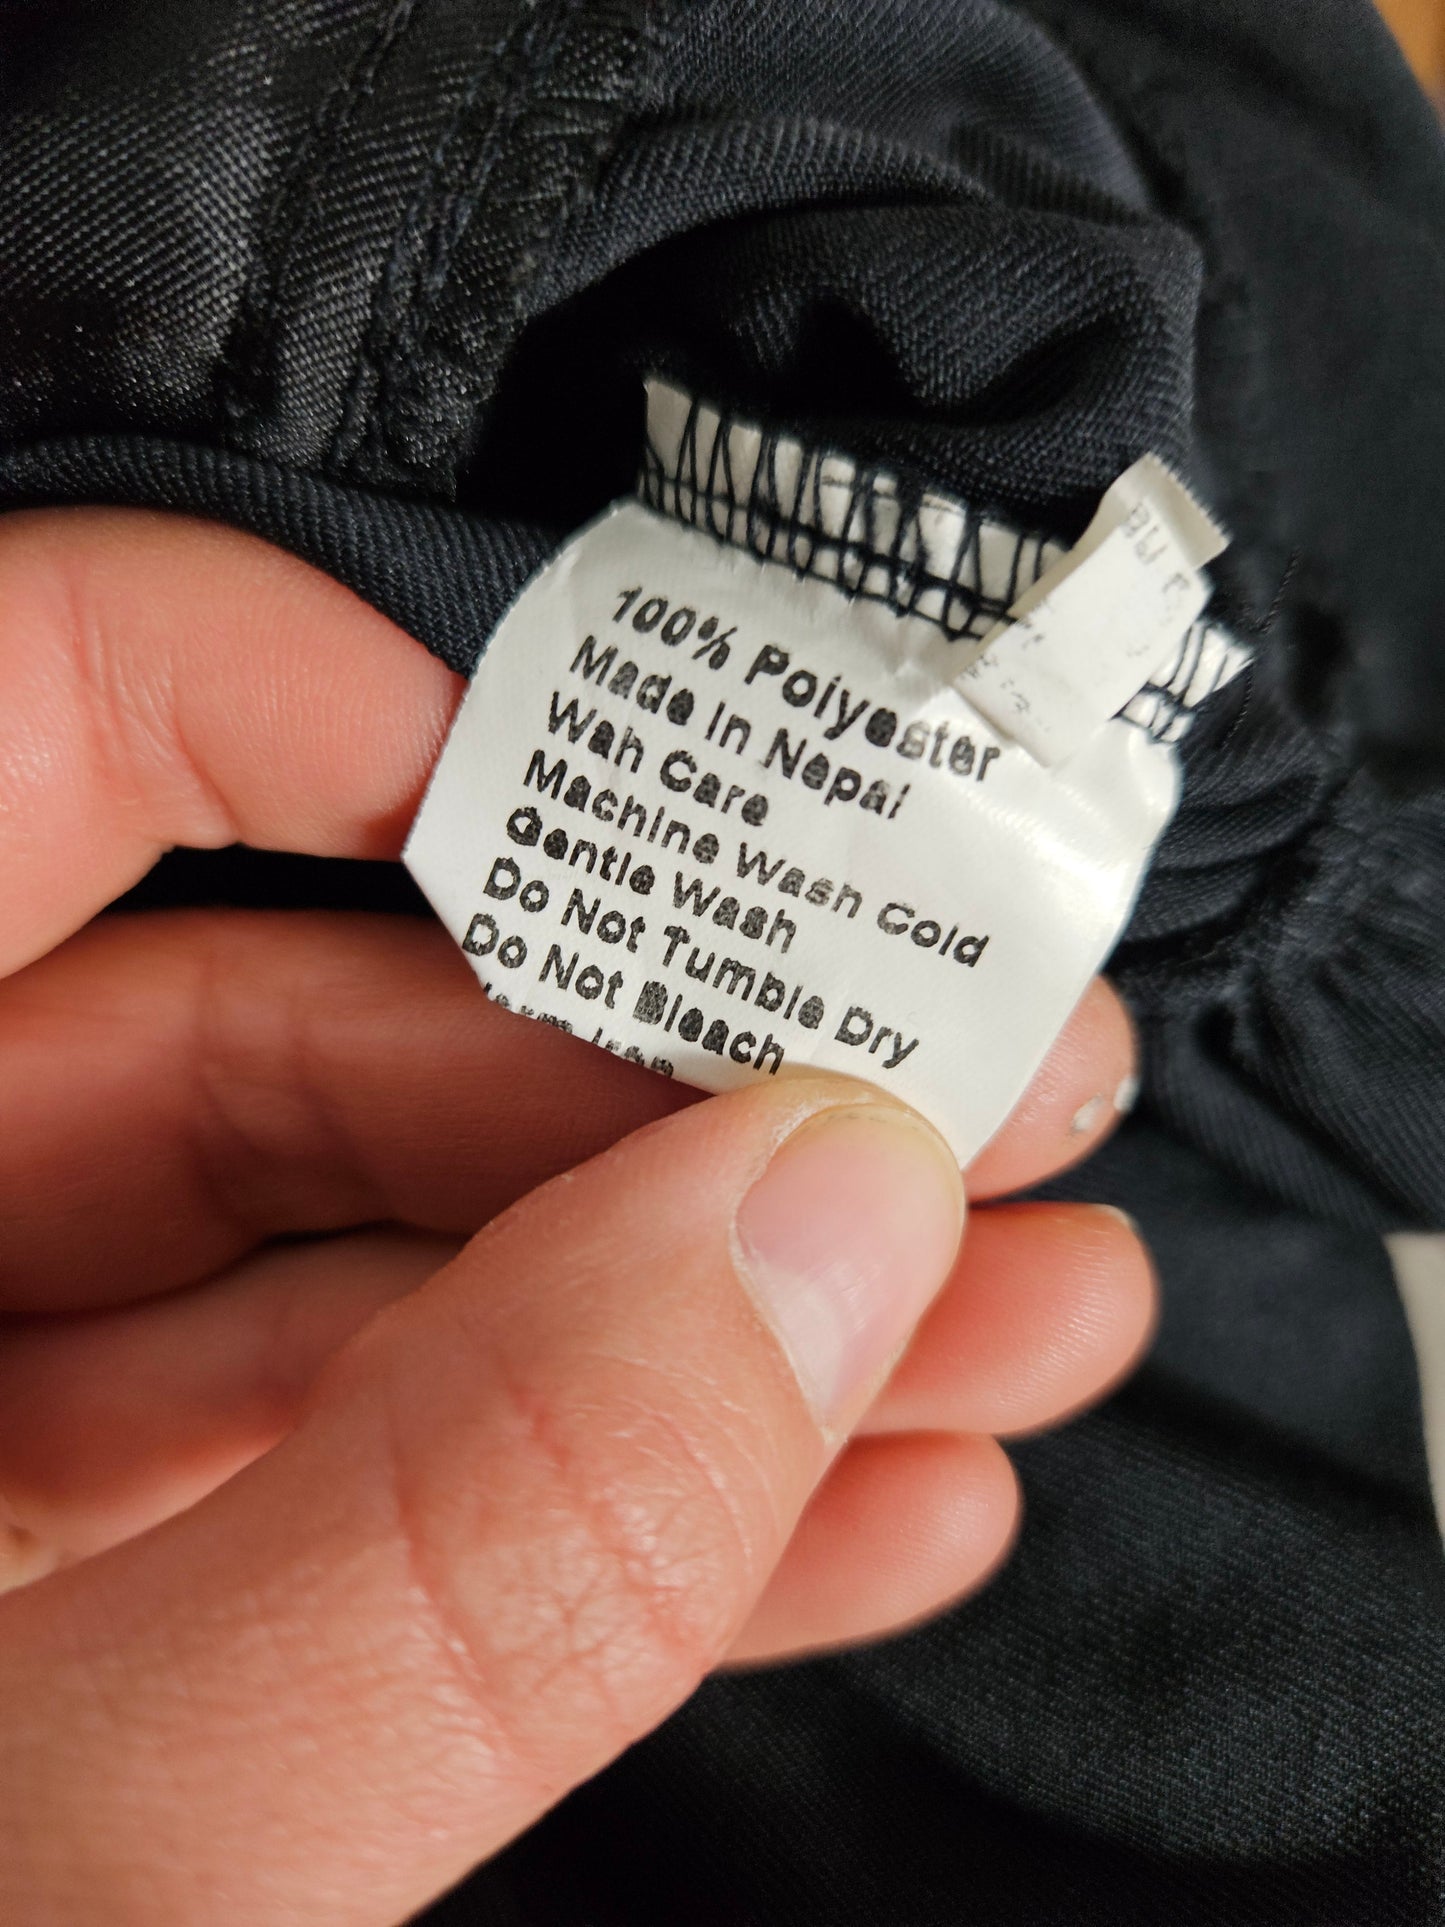 100% Polyester
Made in Nepal
Wah Care
Machine Wash Cold
Gentle Wash
Do Not Tumble Dry
Do Not Bleach
Iron